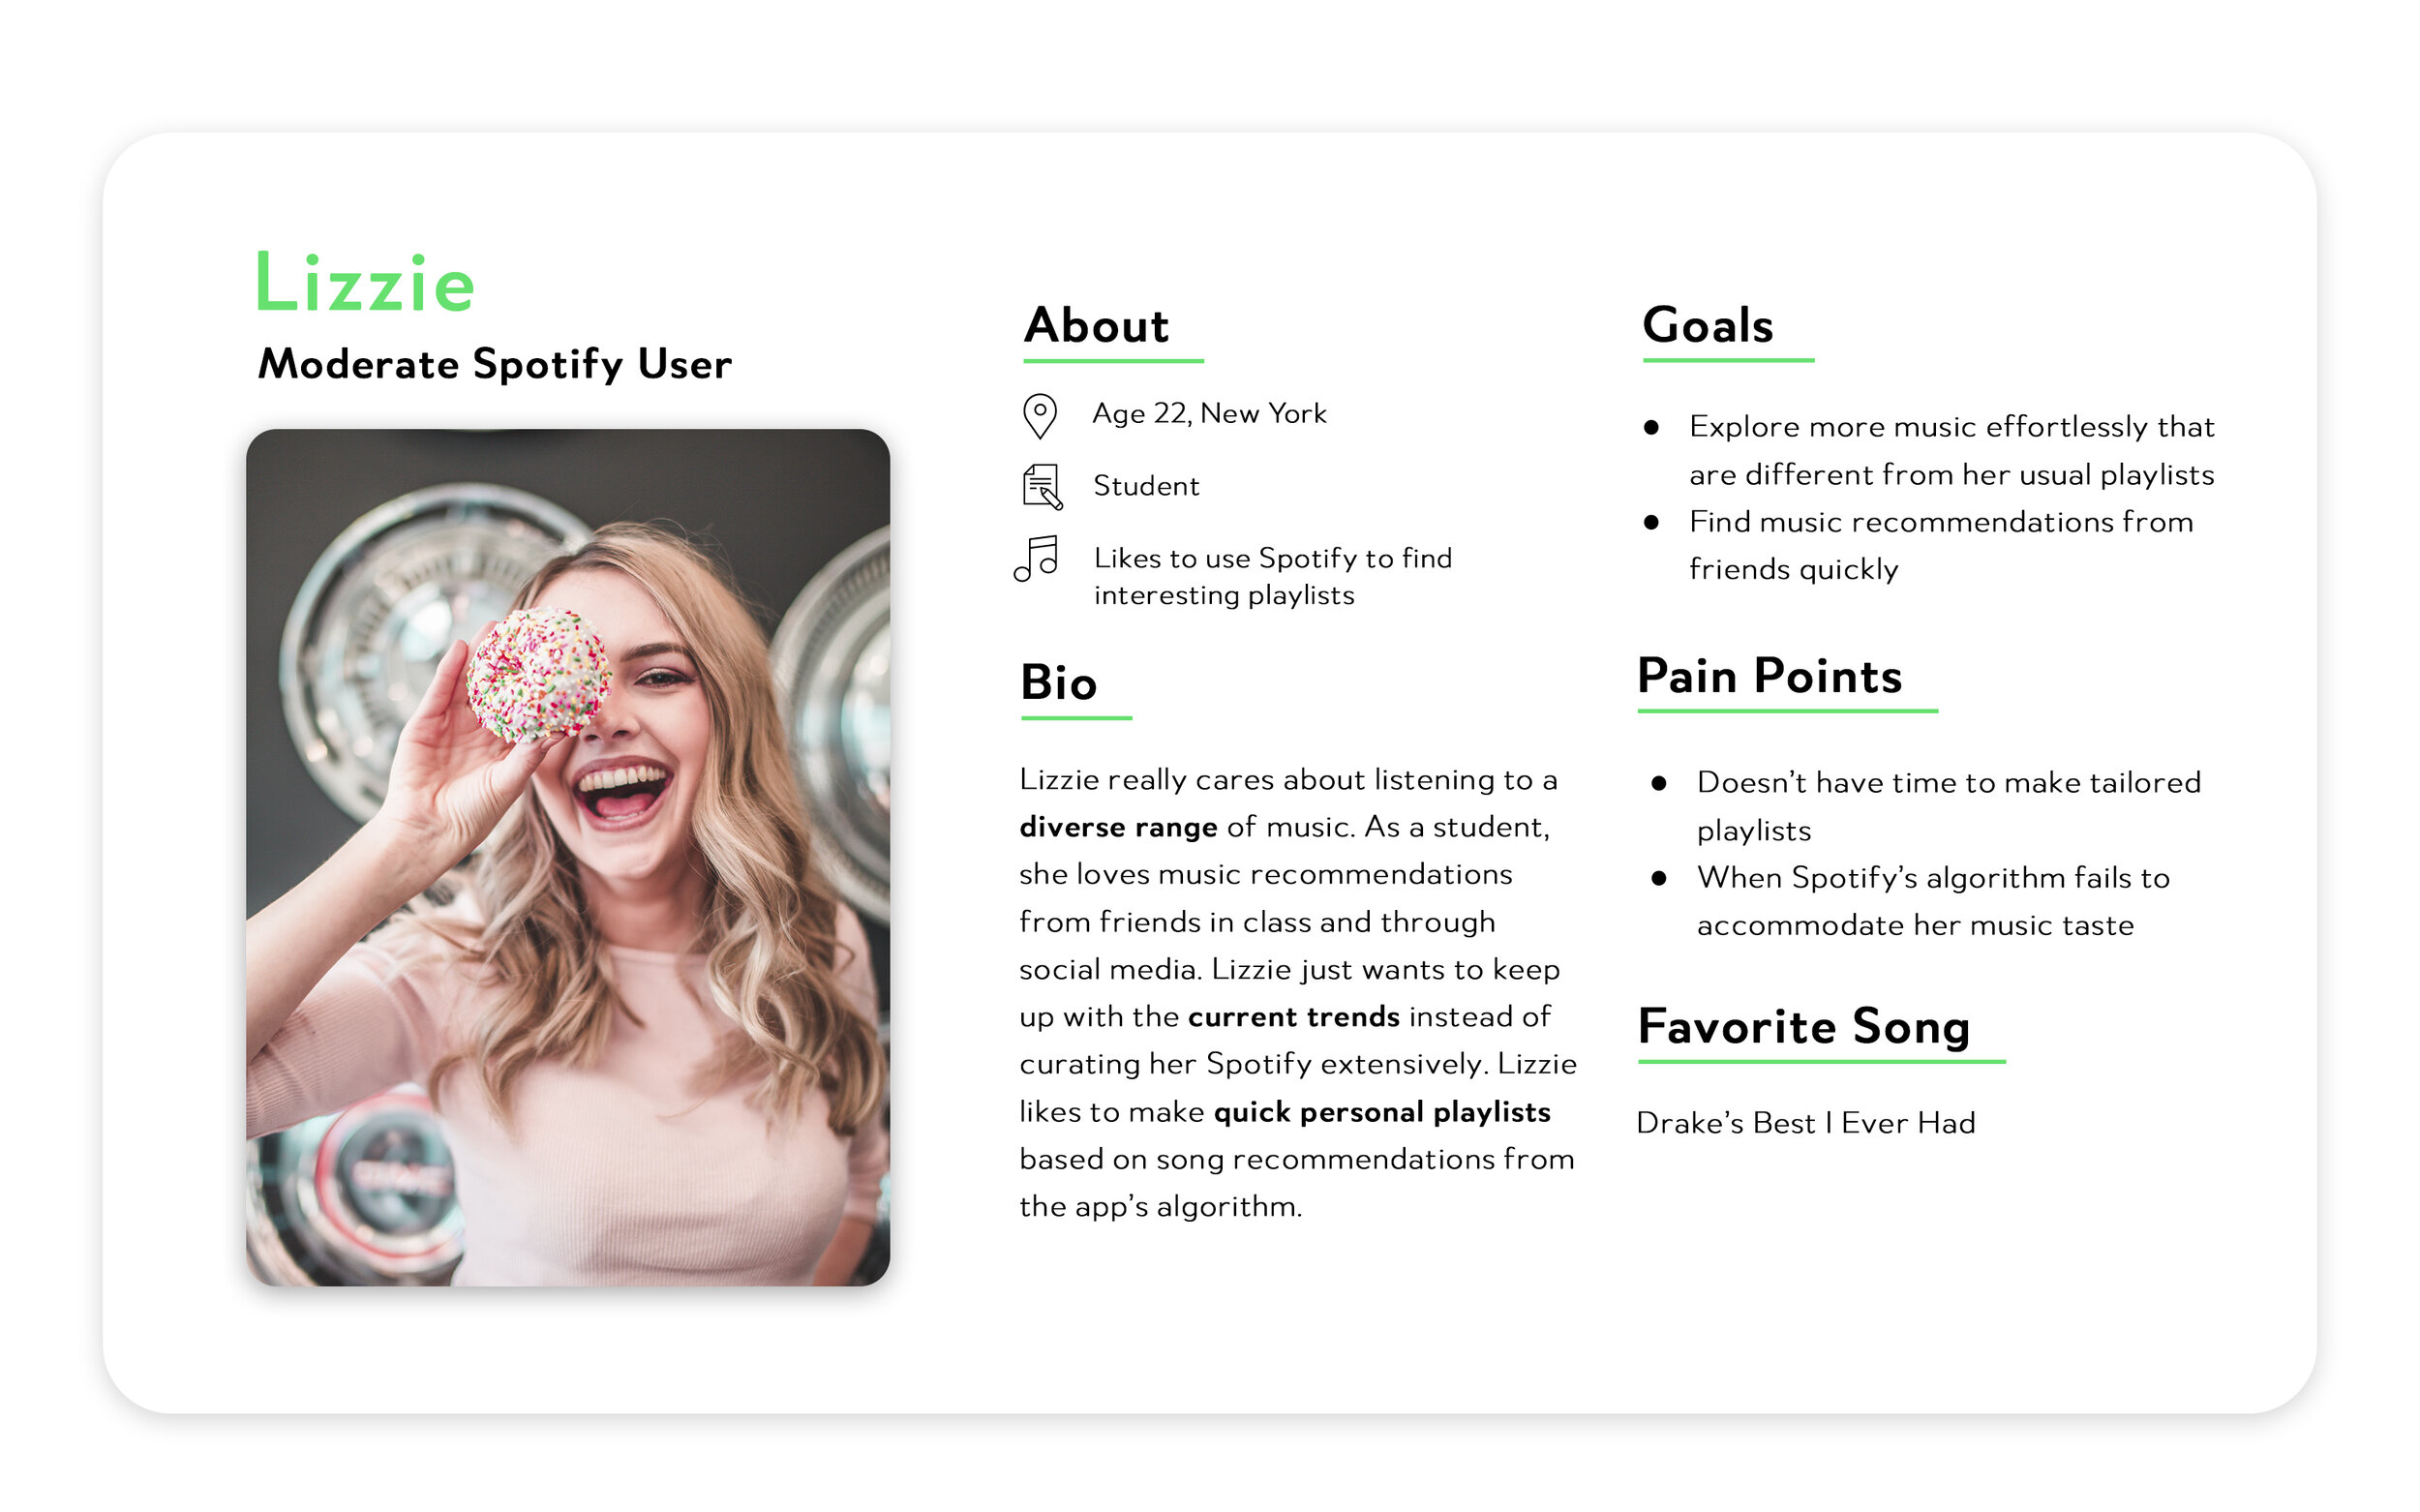 Lizzie
Moderate Spotify User
About
Age 22, New York
Student
Likes to use Spotify to find
interesting playlists
Bio
Lizzie really cares about listening to a
diverse range of music. As a student,
she loves music recommendations
from friends in class and through
social media. Lizzie just wants to keep
up with the current trends instead of
curating her Spotify extensively. Lizzie
likes to make quick personal playlists
based on song recommendations from
the app’s algorithm.
Goals
● Explore more music effortlessly that
are different from her usual playlists
● Find music recommendations from
friends quickly
Pain Points
● Doesn’t have time to make tailored
playlists
● When Spotify’s algorithm fails to
accommodate her music taste
Favorite Song
Drake’s Best I Ever Had